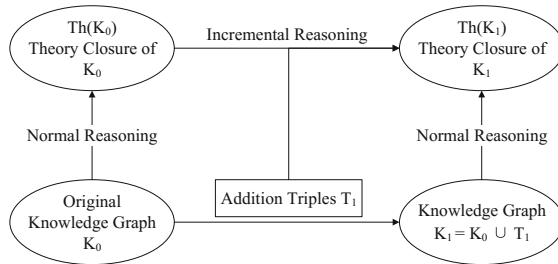 Th(K₀)
Theory Closure of
K₀
Incremental Reasoning
Th(K₁)
Theory Closure of
K₁
Normal Reasoning
Normal Reasoning
Original
Knowledge Graph
K₀
Addition Triples T₁
Knowledge Graph
K₁ = K₀ ∪ T₁